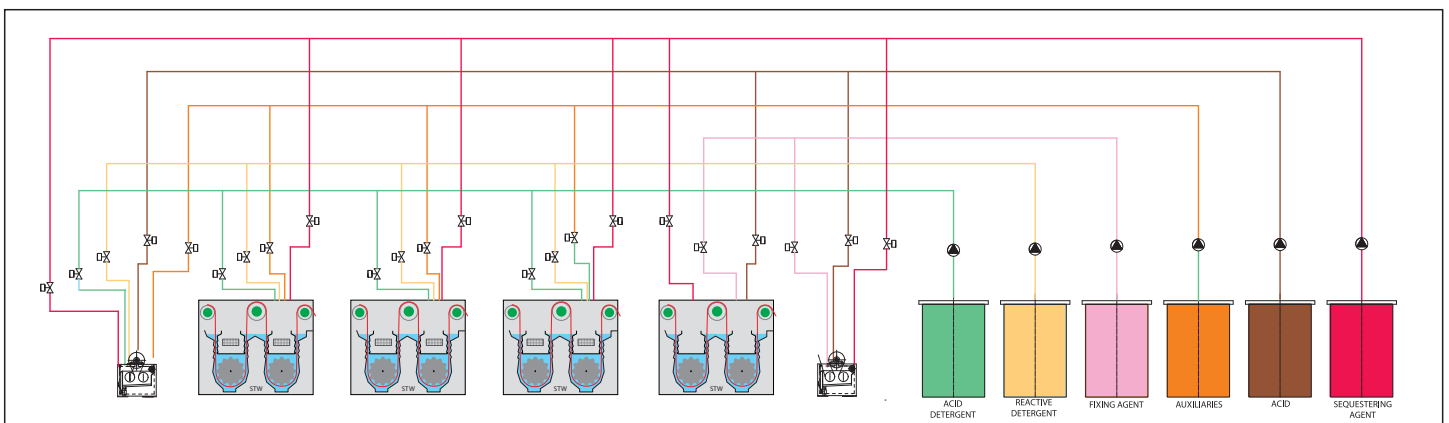 STW
STW
STW
STW
ACID
DETERGENT
REACTIVE
DETERGENT
FIXING AGENT
AUXILIARIES
ACID
SEQUESTERING
AGENT